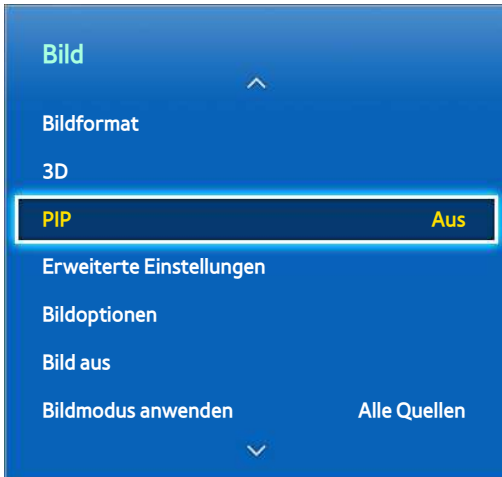 Bild
Bildformat
3D
PIP Aus
Erweiterte Einstellungen
Bildoptionen
Bild aus
Bildmodus anwenden Alle Quellen